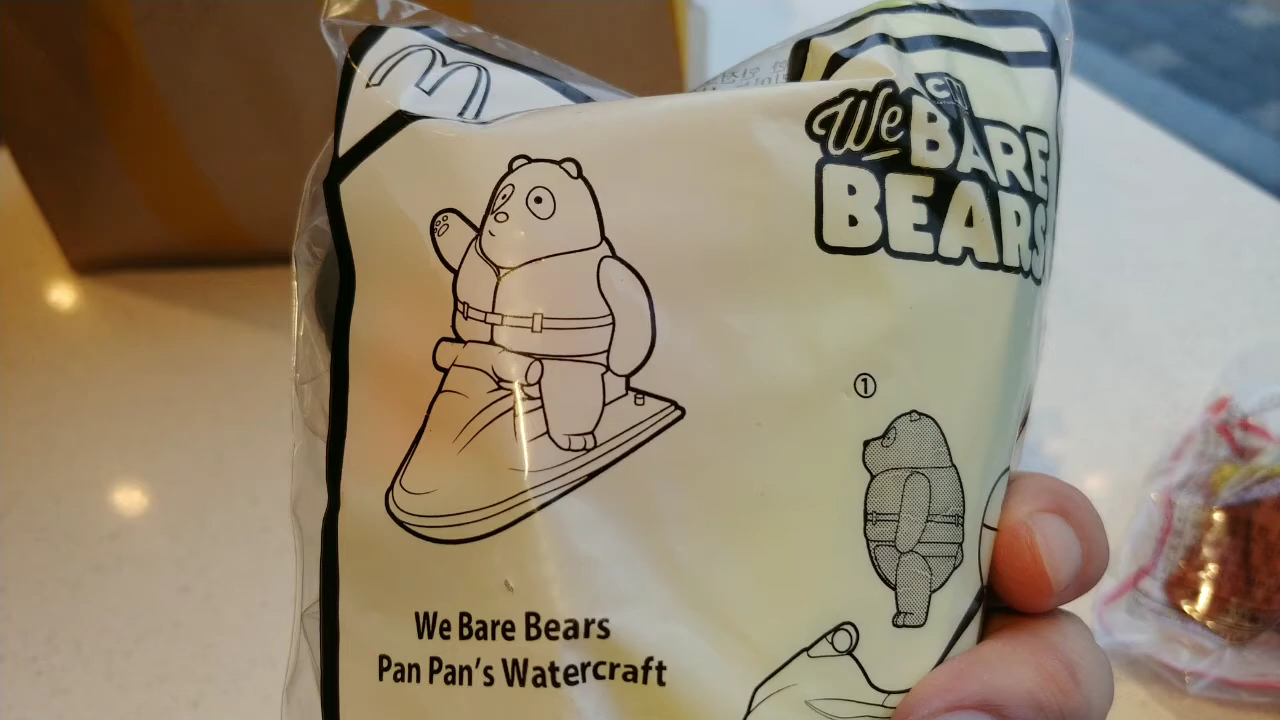 We BARE
BEARS
①
We Bare Bears
Pan Pan's Watercraft